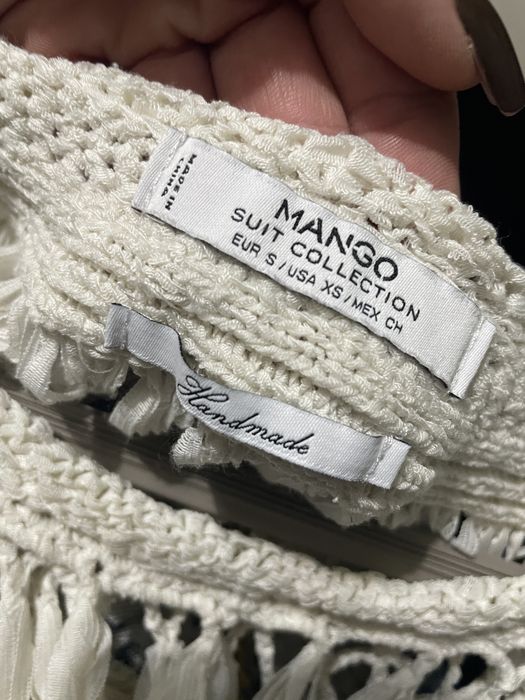 MADE IN
CHINA
MANGO
SUIT COLLECTION
EUR S / USA XS / MEX CH
Handmade